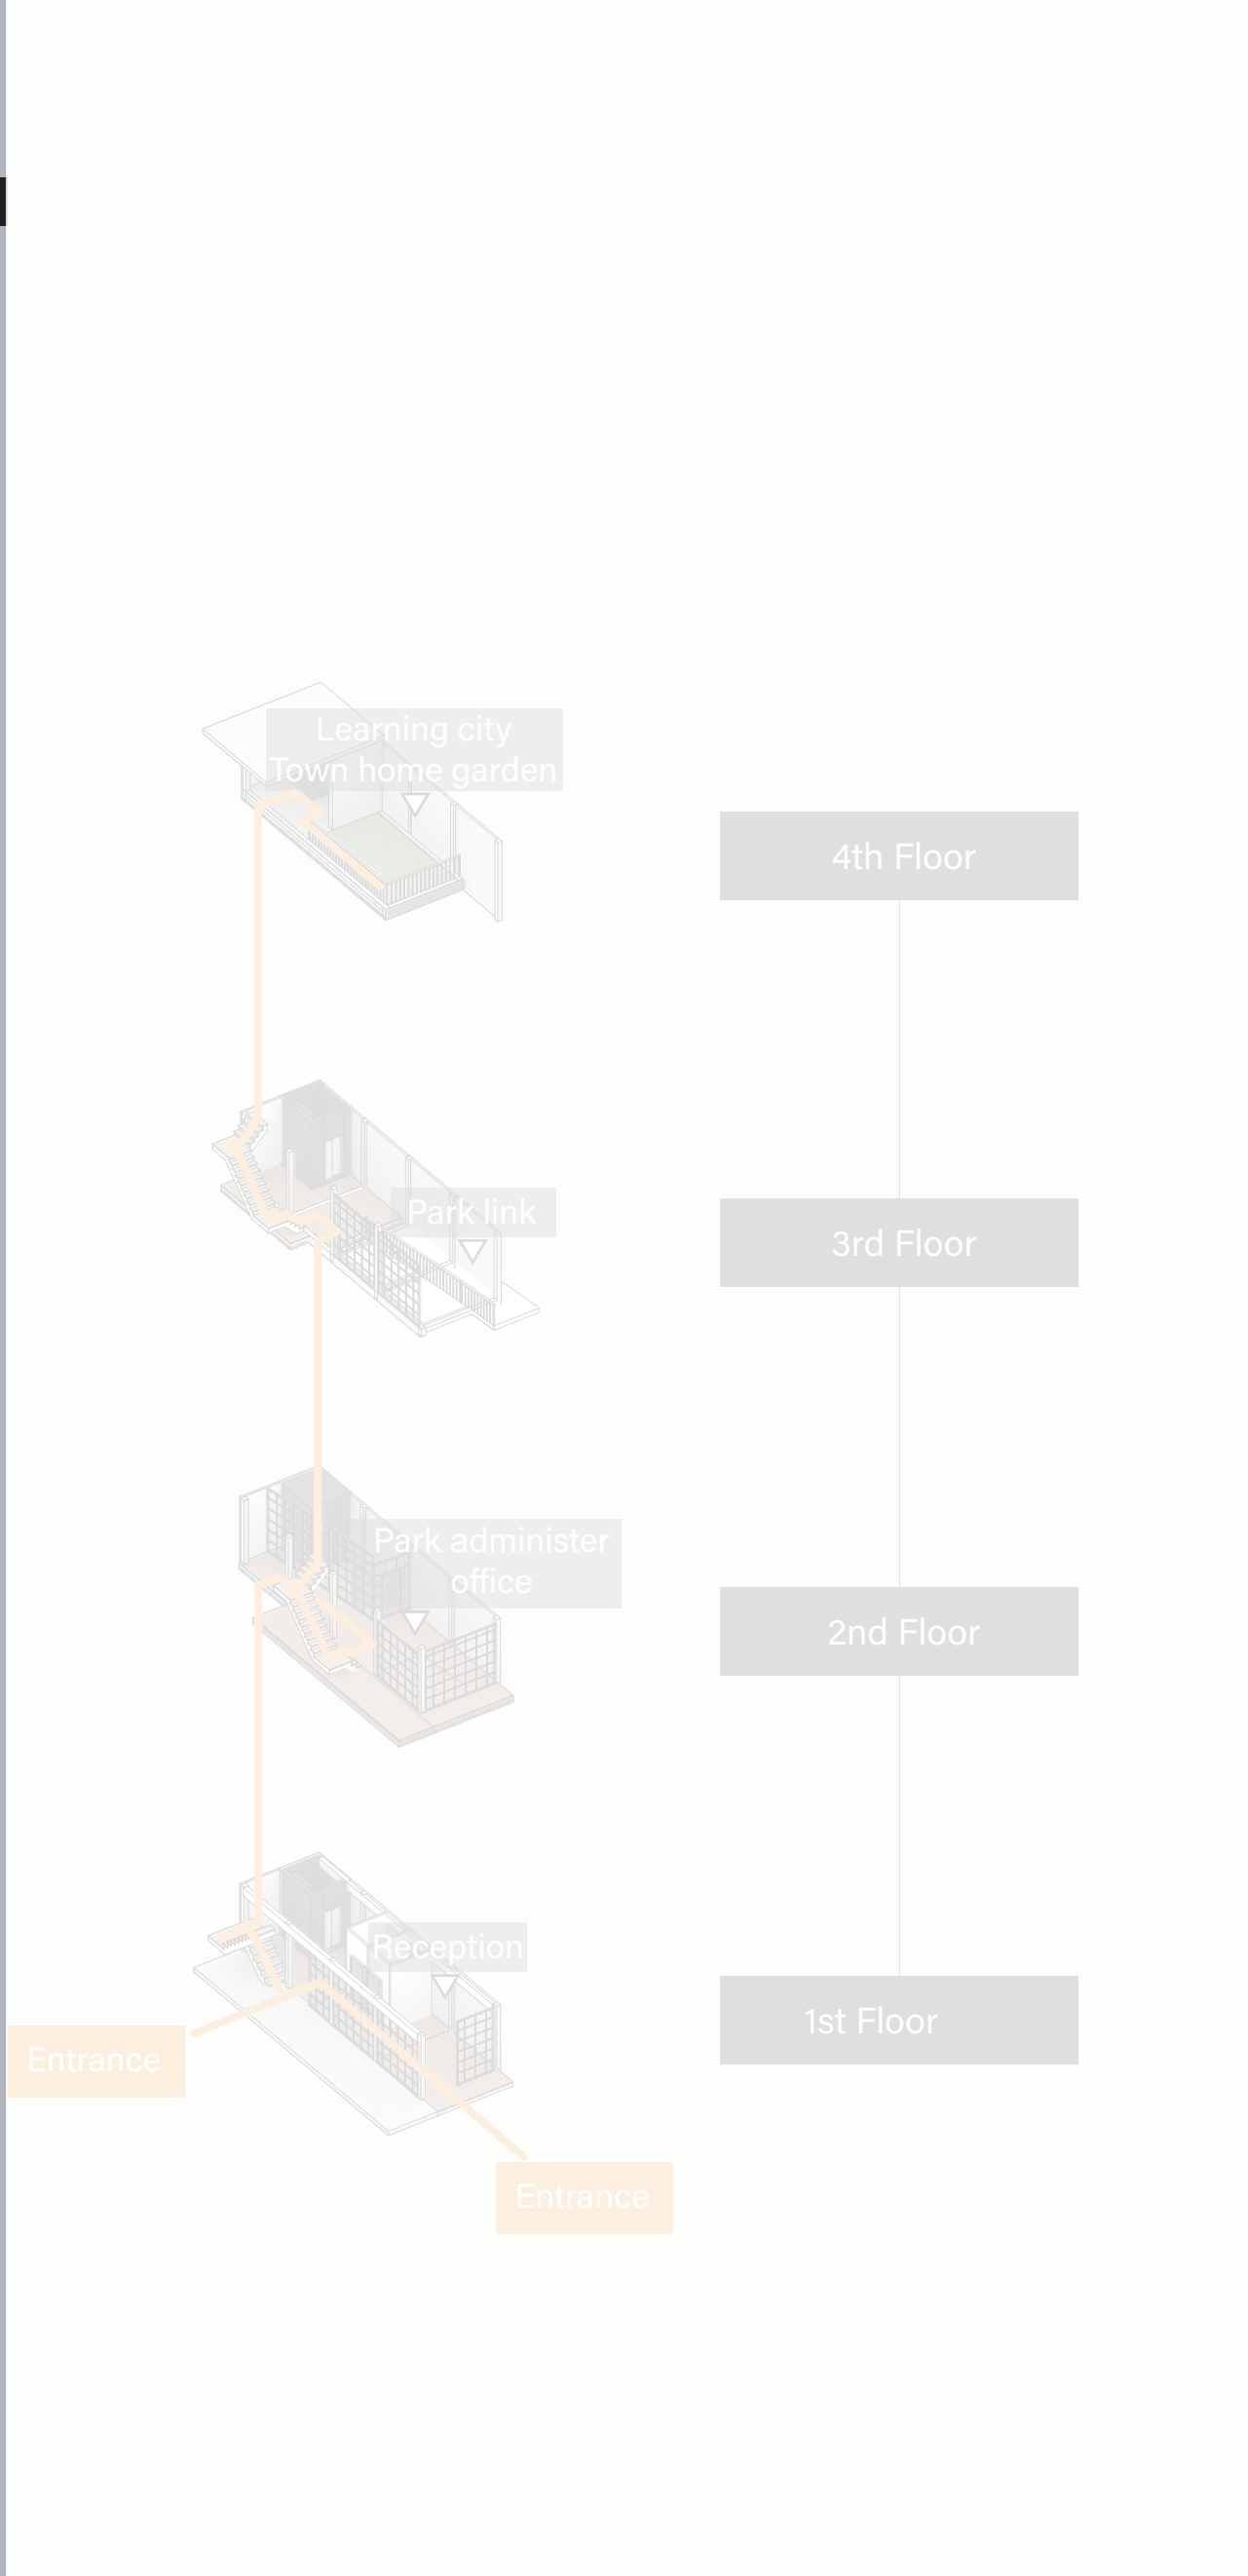 Learning city
Town home garden
4th Floor
Park link
3rd Floor
Park administer
office
2nd Floor
Reception
1st Floor
Entrance
Entrance